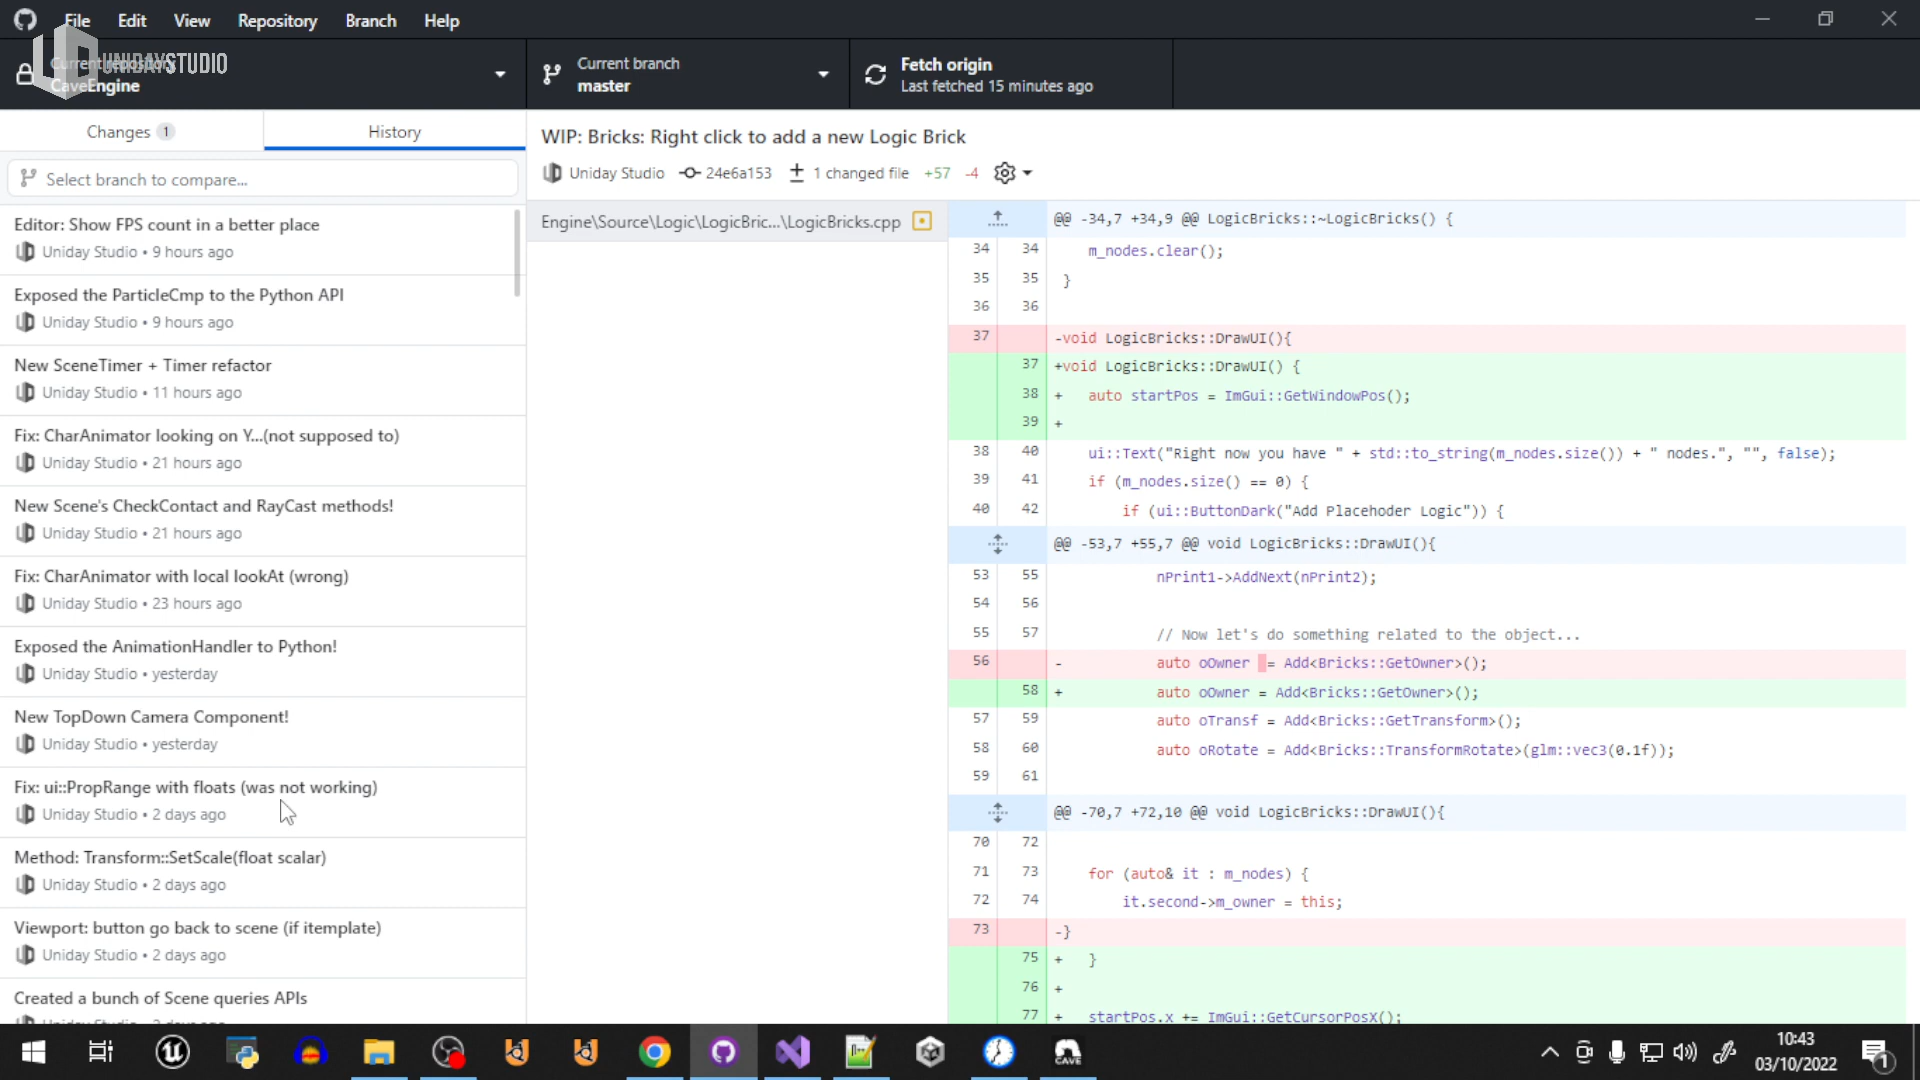 File Edit View Repository Branch Help
UNIDAYSTUDIO
Current repository
CaveEngine
Current branch
master
Fetch origin
Last fetched 15 minutes ago
Changes 1
History
Select branch to compare...
Editor: Show FPS count in a better place
Uniday Studio • 9 hours ago
Exposed the ParticleCmp to the Python API
Uniday Studio • 9 hours ago
New SceneTimer + Timer refactor
Uniday Studio • 11 hours ago
Fix: CharAnimator looking on Y...(not supposed to)
Uniday Studio • 21 hours ago
New Scene's CheckContact and RayCast methods!
Uniday Studio • 21 hours ago
Fix: CharAnimator with local lookAt (wrong)
Uniday Studio • 23 hours ago
Exposed the AnimationHandler to Python!
Uniday Studio • yesterday
New TopDown Camera Component!
Uniday Studio • yesterday
Fix: ui::PropRange with floats (was not working)
Uniday Studio • 2 days ago
Method: Transform::SetScale(float scalar)
Uniday Studio • 2 days ago
Viewport: button go back to scene (if itemplate)
Uniday Studio • 2 days ago
Created a bunch of Scene queries APIs
WIP: Bricks: Right click to add a new Logic Brick
Uniday Studio 24e6a153 1 changed file +57 -4
Engine\Source\Logic\LogicBric...\LogicBricks.cpp
@@ -34,7 +34,9 @@ LogicBricks::~LogicBricks() {
34 34 m_nodes.clear();
35 35 }
36 36
37 -void LogicBricks::DrawUI(){
37 +void LogicBricks::DrawUI() {
38 + auto startPos = ImGui::GetWindowPos();
39 +
38 40 ui::Text("Right now you have " + std::to_string(m_nodes.size()) + " nodes.", "", false);
39 41 if (m_nodes.size() == 0) {
40 42 if (ui::ButtonDark("Add Placehoder Logic")) {
@@ -53,7 +55,7 @@ void LogicBricks::DrawUI(){
53 55 nPrint1->AddNext(nPrint2);
54 56
55 57 // Now let's do something related to the object...
56 - auto oOwner = Add<Bricks::GetOwner>();
58 + auto oOwner = Add<Bricks::GetOwner>();
57 59 auto oTransf = Add<Bricks::GetTransform>();
58 60 auto oRotate = Add<Bricks::TransformRotate>(glm::vec3(0.1f));
59 61
@@ -70,7 +72,10 @@ void LogicBricks::DrawUI(){
70 72
71 73 for (auto& it : m_nodes) {
72 74 it.second->m_owner = this;
73 -}
75 + }
76 +
77 + startPos.x += ImGui::GetCursorPosX();
CAVE
10:43
03/10/2022
1